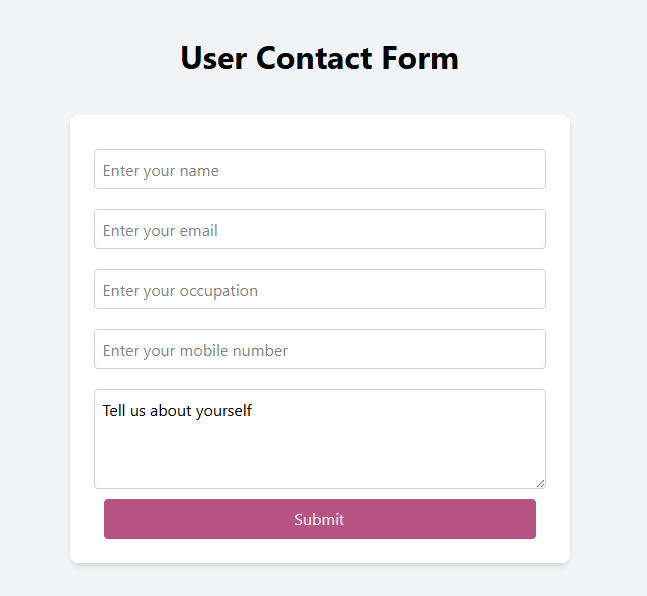 User Contact Form
Enter your name
Enter your email
Enter your occupation
Enter your mobile number
Tell us about yourself
Submit